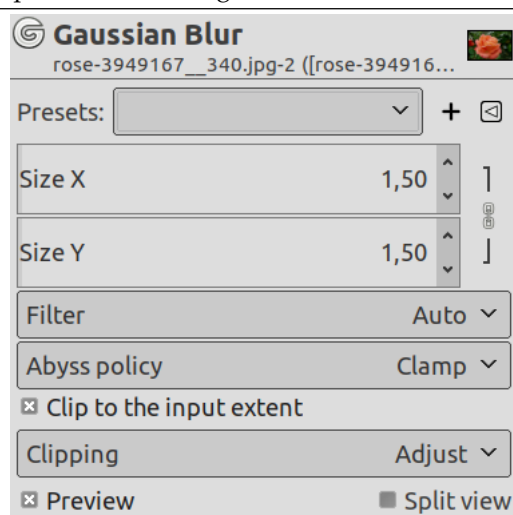 Gaussian Blur
rose-3949167__340.jpg-2 ([rose-394916...
Presets:
Size X 1,50
Size Y 1,50
Filter Auto
Abyss policy Clamp
Clip to the input extent
Clipping Adjust
Preview Split view